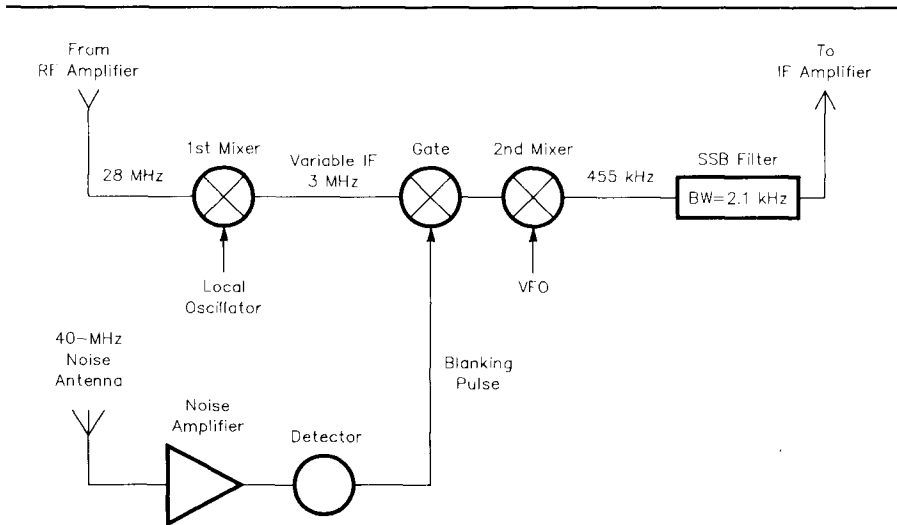 From
RF Amplifier
To
IF Amplifier
1st Mixer
Variable IF
3 MHz
Gate
2nd Mixer
SSB Filter
28 MHz
455 kHz
BW=2.1 kHz
Local
Oscillator
VFO
40-MHz
Noise
Antenna
Blanking
Pulse
Noise
Amplifier
Detector